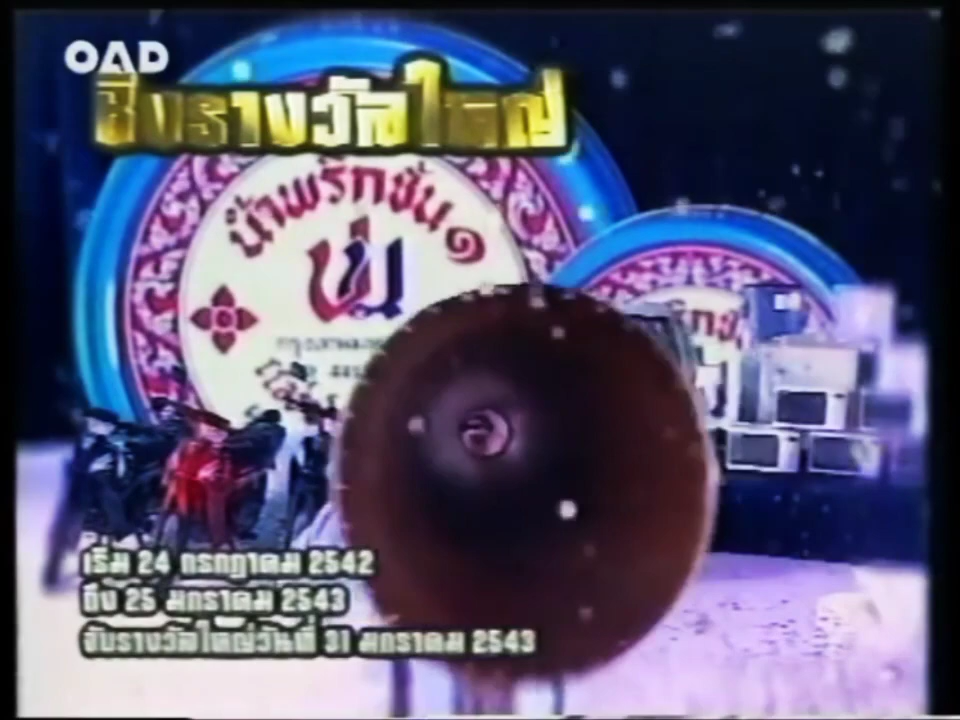 OAD
ชิงรางวัลใหญ่
น้ำพริกชั้น๑
เริ่ม 24 กรกฎาคม 2542
ถึง 25 มกราคม 2543
จับรางวัลใหญ่วันที่ 31 มกราคม 2543